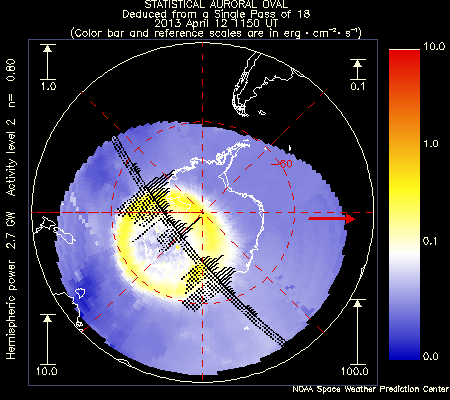 STATISTICAL AURORAL OVAL
Deduced from a Single Pass of 18
2013 April 12 1150 UT
(Color bar and reference scales are in erg · cm⁻² · s⁻¹)
Hemispheric power 2.7 GW Activity level 2 n= 0.80
1.0
0.1
-60
10.0
100.0
10.0
1.0
0.1
0.0
NOAA Space Weather Prediction Center